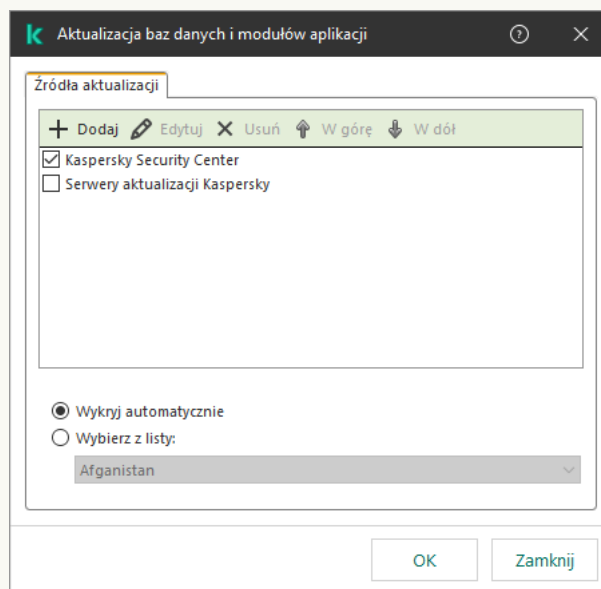 Aktualizacja baz danych i modułów aplikacji
Źródła aktualizacji
Dodaj Edytuj Usuń W górę W dół
Kaspersky Security Center
Serwery aktualizacji Kaspersky
Wykryj automatycznie
Wybierz z listy:
Afganistan
OK Zamknij